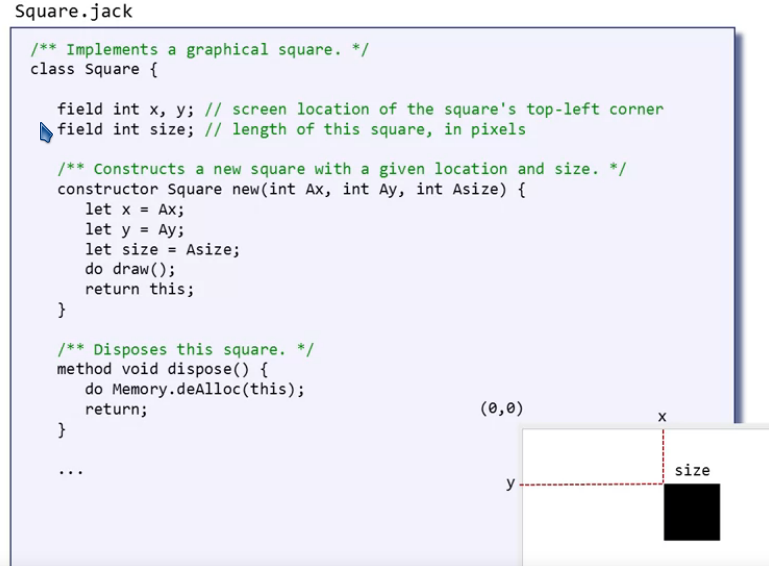 Square.jack
/** Implements a graphical square. */
class Square {
field int x, y; // screen location of the square's top-left corner
field int size; // length of this square, in pixels
/** Constructs a new square with a given location and size. */
constructor Square new(int Ax, int Ay, int Asize) {
let x = Ax;
let y = Ay;
let size = Asize;
do draw();
return this;
}
/** Disposes this square. */
method void dispose() {
do Memory.deAlloc(this);
return;
}
...
(0,0)
x
size
y